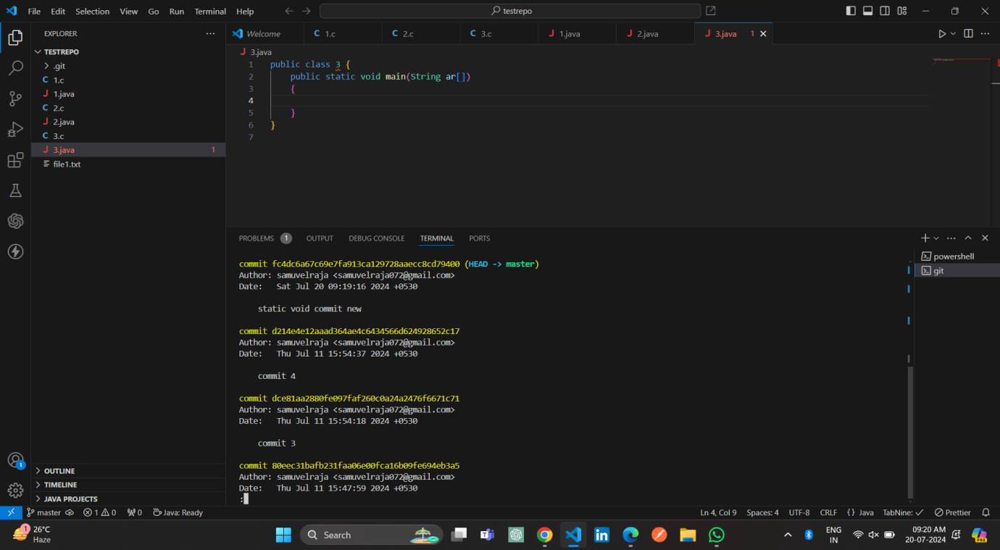 File Edit Selection View Go Run Terminal Help
testrepo
EXPLORER
TESTREPO
.git
C 1.c
J 1.java
C 2.c
J 2.java
C 3.c
J 3.java 1
file1.txt
OUTLINE
TIMELINE
JAVA PROJECTS
1
Welcome C 1.c C 2.c C 3.c J 1.java J 2.java J 3.java 1
J 3.java
1 public class 3 {
2 public static void main(String ar[])
3 {
4
5 }
6 }
7
PROBLEMS 1 OUTPUT DEBUG CONSOLE TERMINAL PORTS
powershell
git
commit fc4dc6a67c69e7fa913ca129728aaecc8cd79400 (HEAD -> master)
Author: samuvelraja <samuvelraja072@gmail.com>
Date: Sat Jul 20 09:19:16 2024 +0530
static void commit new
commit d214e4e12aaad364ae4c6434566d624928652c17
Author: samuvelraja <samuvelraja072@gmail.com>
Date: Thu Jul 11 15:54:37 2024 +0530
commit 4
commit dce81aa2880fe097faf260c0a24a2476f6671c71
Author: samuvelraja <samuvelraja072@gmail.com>
Date: Thu Jul 11 15:54:18 2024 +0530
commit 3
commit 80eec31bafb231faa06e00fca16b09fe694eb3a5
Author: samuvelraja <samuvelraja072@gmail.com>
Date: Thu Jul 11 15:47:59 2024 +0530
:
master 1 0 0 Java: Ready Ln 4, Col 9 Spaces: 4 UTF-8 CRLF {} Java TabNine: ✓ Prettier
1
26°C
Haze
Search
in
ENG
IN
09:20 AM
20-07-2024
PRE